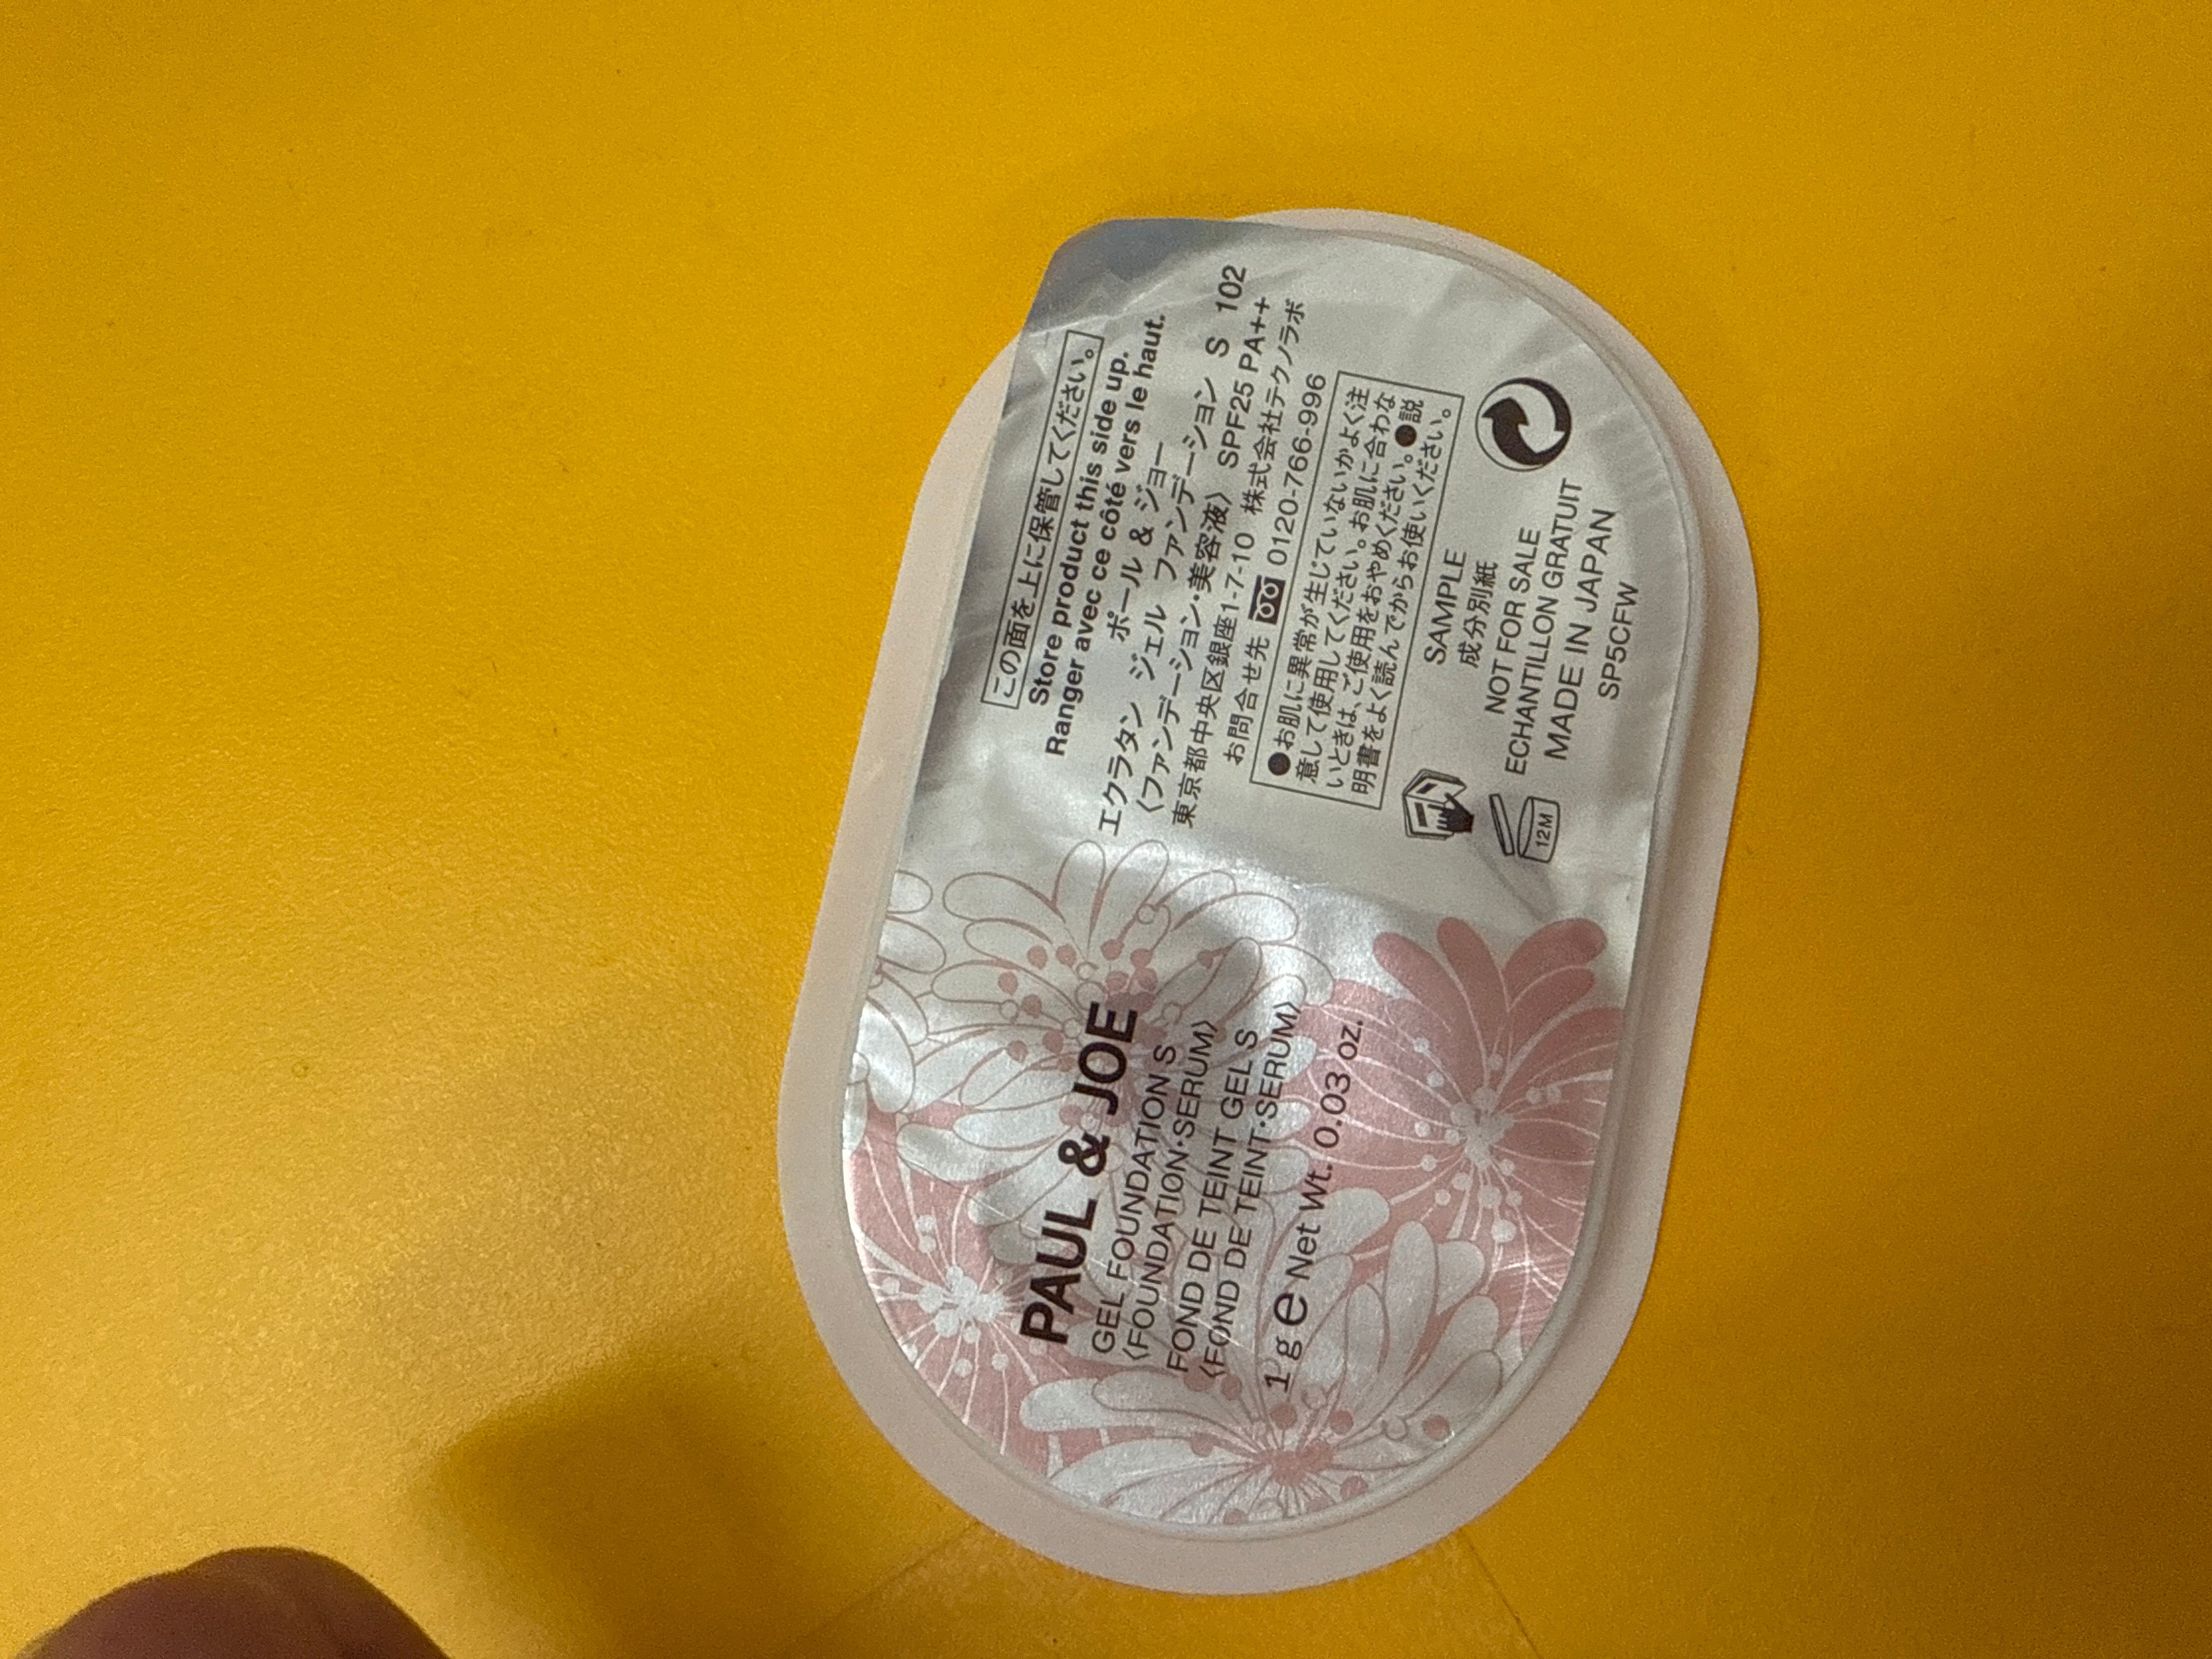 この面を上に保管してください。
Store product this side up.
Ranger avec ce côté vers le haut.
ポール & ジョー
エクラタン ジェル ファンデーション S 102
〈ファンデーション・美容液〉 SPF25 PA++
東京都中央区銀座1-7-10 株式会社テクノラボ
お問合せ先 0120-766-996
●お肌に異常が生じていないかよく注
意して使用してください。お肌に合わな
いときは、ご使用をおやめください。●説
明書をよく読んでからお使いください。
SAMPLE
成分別紙
NOT FOR SALE
ECHANTILLON GRATUIT
MADE IN JAPAN
SP5CFW
12M
PAUL & JOE
GEL FOUNDATION S
〈FOUNDATION・SERUM〉
FOND DE TEINT GEL S
〈FOND DE TEINT・SERUM〉
1 g e Net Wt. 0.03 oz.